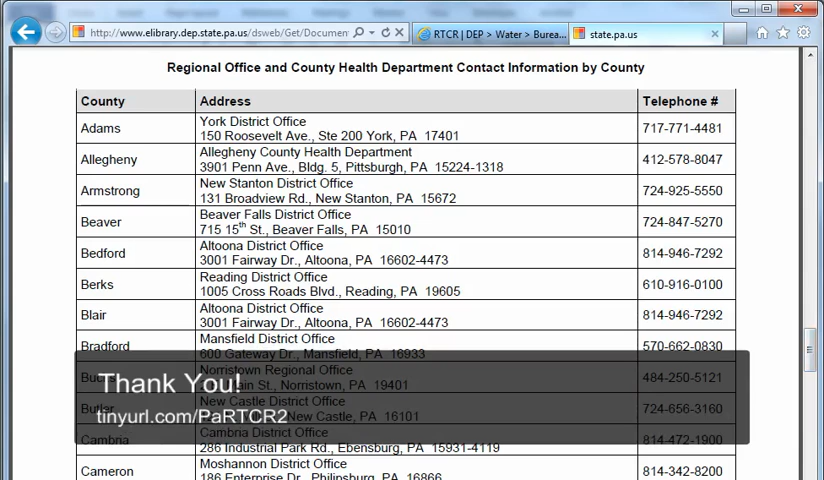 http://www.elibrary.dep.state.pa.us/dsweb/Get/Document
RTCR | DEP > Water > Burea...
state.pa.us
Regional Office and County Health Department Contact Information by County
County Address Telephone #
Adams York District Office
150 Roosevelt Ave., Ste 200 York, PA 17401 717-771-4481
Allegheny Allegheny County Health Department
3901 Penn Ave., Bldg. 5, Pittsburgh, PA 15224-1318 412-578-8047
Armstrong New Stanton District Office
131 Broadview Rd., New Stanton, PA 15672 724-925-5550
Beaver Beaver Falls District Office
715 15th St., Beaver Falls, PA 15010 724-847-5270
Bedford Altoona District Office
3001 Fairway Dr., Altoona, PA 16602-4473 814-946-7292
Berks Reading District Office
1005 Cross Roads Blvd., Reading, PA 19605 610-916-0100
Blair Altoona District Office
3001 Fairway Dr., Altoona, PA 16602-4473 814-946-7292
Bradford Mansfield District Office
600 Gateway Dr., Mansfield, PA 16933 570-662-0830
Norristown Regional Office
Main St., Norristown, PA 19401 484-250-5121
Thank You!
Butler New Castle District Office
New Castle, PA 16101 724-656-3160
tinyurl.com/PaRTCR2
Cambria Cambria District Office
286 Industrial Park Rd., Ebensburg, PA 15931-4119 814-472-1900
Cameron Moshannon District Office
186 Enterprise Dr., Philipsburg, PA 16866 814-342-8200